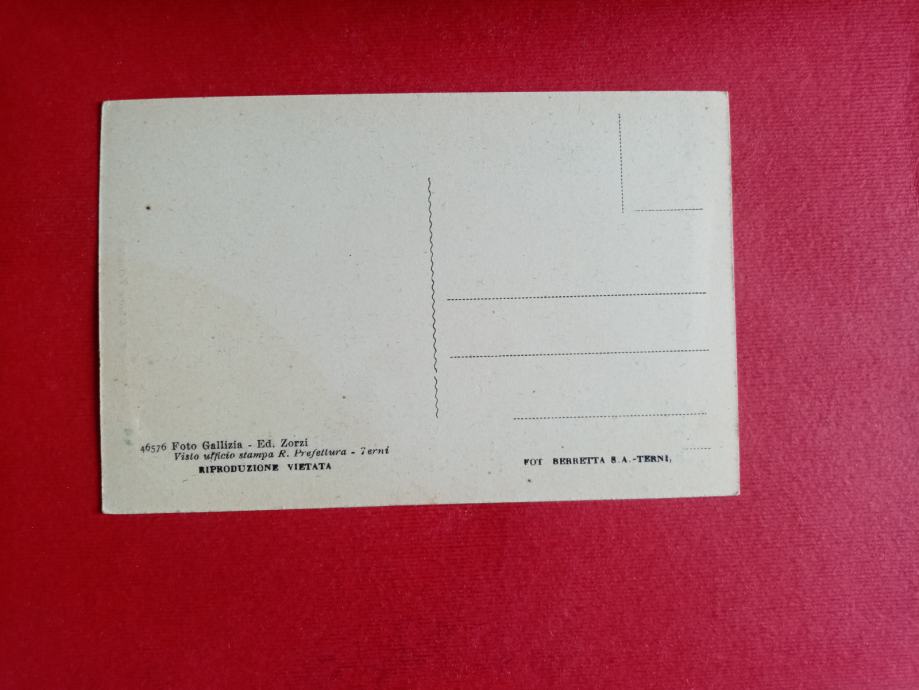 46576 Foto Gallizia - Ed. Zorzi
Visto ufficio stampa R. Prefettura - Terni
RIPRODUZIONE VIETATA
FOT BERRETTA S.A.-TERNI,